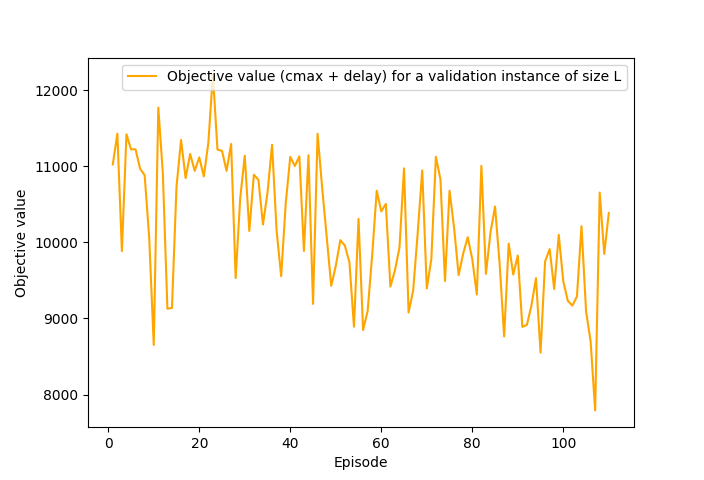 Objective value (cmax + delay) for a validation instance of size L
12000
11000
10000
9000
8000
Objective value
0 20 40 60 80 100
Episode